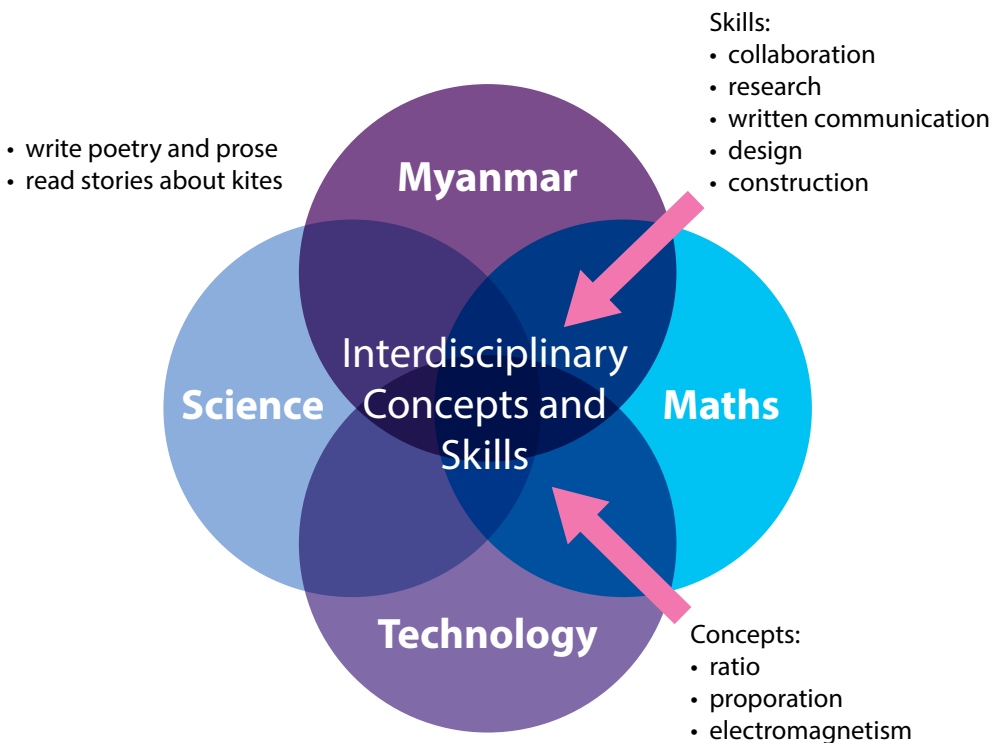 Skills:
• collaboration
• research
• written communication
• design
• construction
• write poetry and prose
• read stories about kites
Myanmar
Science
Interdisciplinary
Concepts and
Skills
Maths
Technology
Concepts:
• ratio
• proporation
• electromagnetism